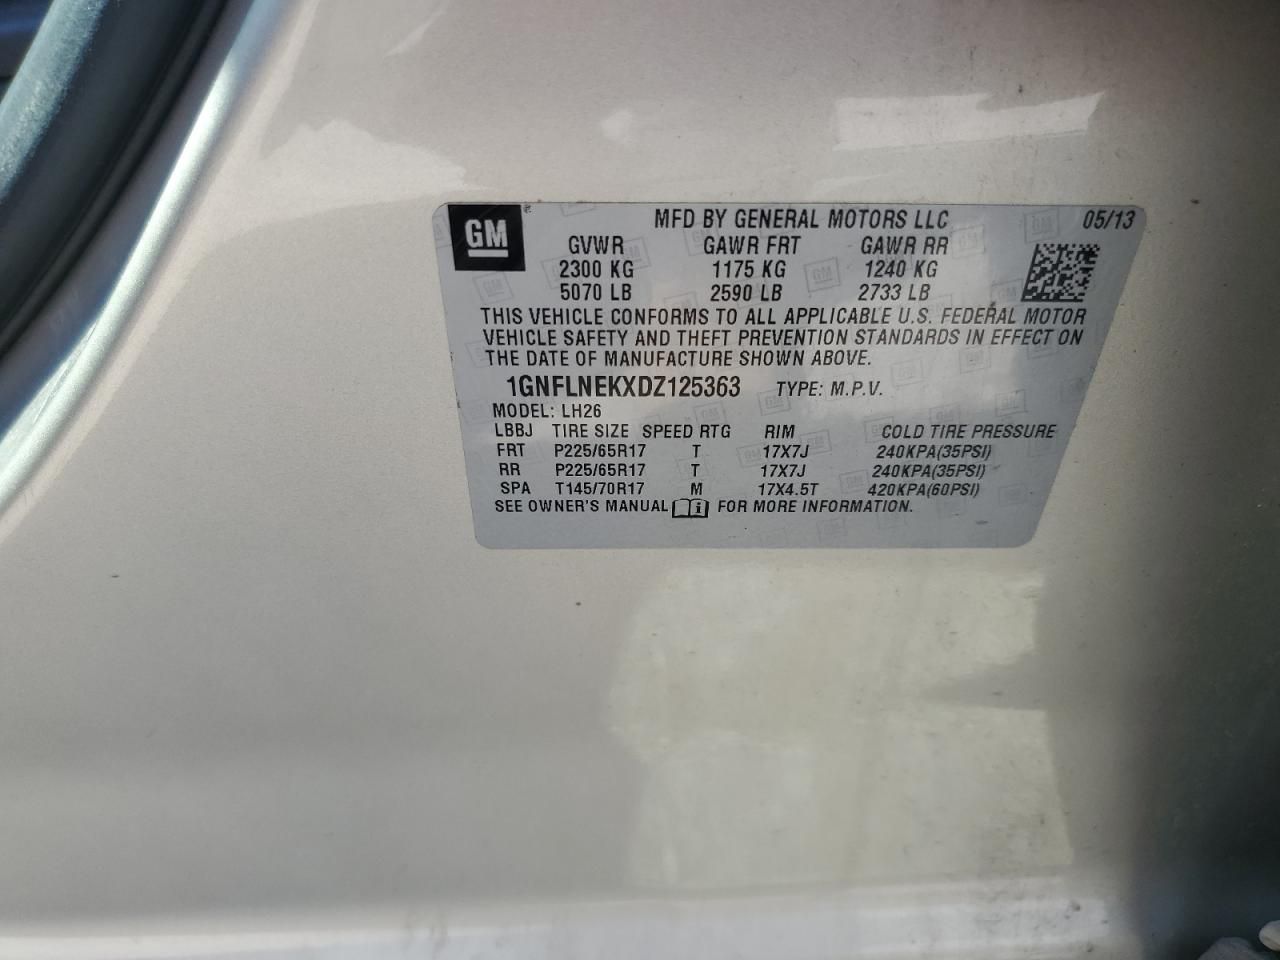 GM MFD BY GENERAL MOTORS LLC 05/13
GVWR GAWR FRT GAWR RR
2300 KG 1175 KG 1240 KG
5070 LB 2590 LB 2733 LB
THIS VEHICLE CONFORMS TO ALL APPLICABLE U.S. FEDERAL MOTOR
VEHICLE SAFETY AND THEFT PREVENTION STANDARDS IN EFFECT ON
THE DATE OF MANUFACTURE SHOWN ABOVE.
1GNFLNEKXDZ125363 TYPE: M.P.V.
MODEL: LH26
LBBJ TIRE SIZE SPEED RTG RIM COLD TIRE PRESSURE
FRT P225/65R17 T 17X7J 240KPA(35PSI)
RR P225/65R17 T 17X7J 240KPA(35PSI)
SPA T145/70R17 M 17X4.5T 420KPA(60PSI)
SEE OWNER'S MANUAL i FOR MORE INFORMATION.